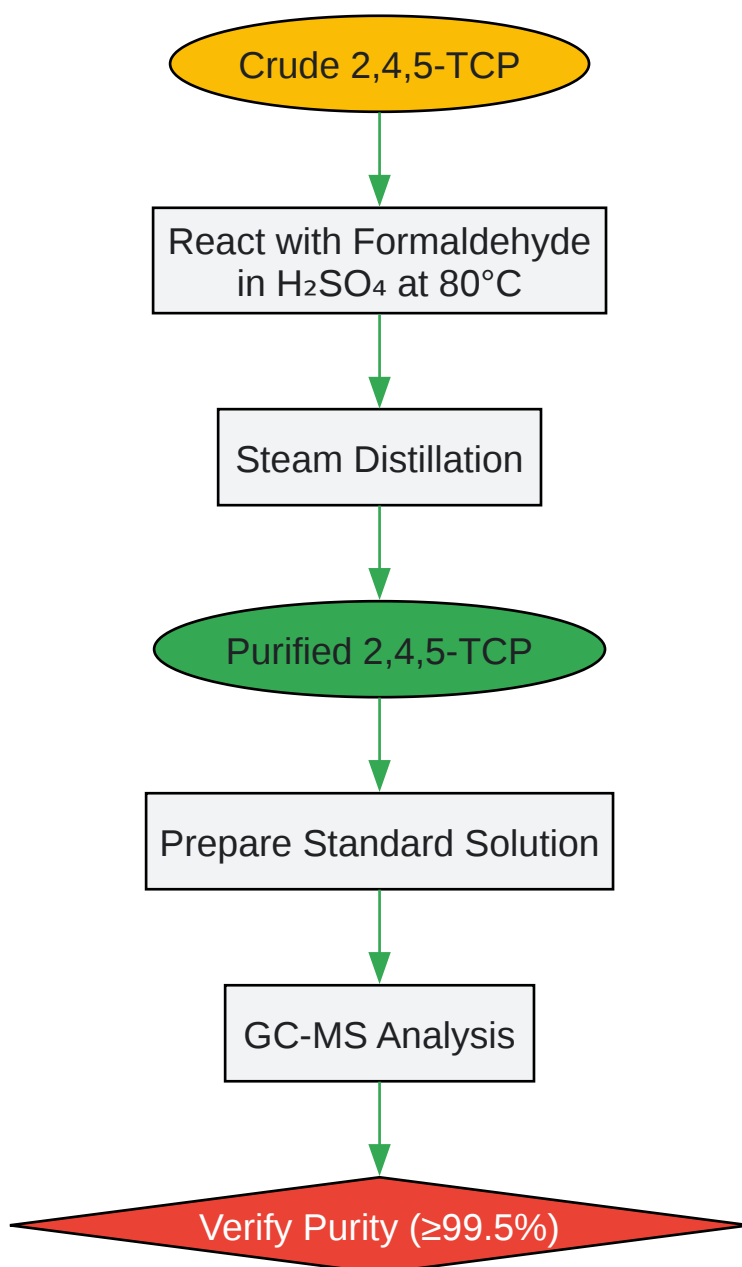 Crude 2,4,5-TCP
React with Formaldehyde
in H₂SO₄ at 80°C
Steam Distillation
Purified 2,4,5-TCP
Prepare Standard Solution
GC-MS Analysis
Verify Purity (≥99.5%)